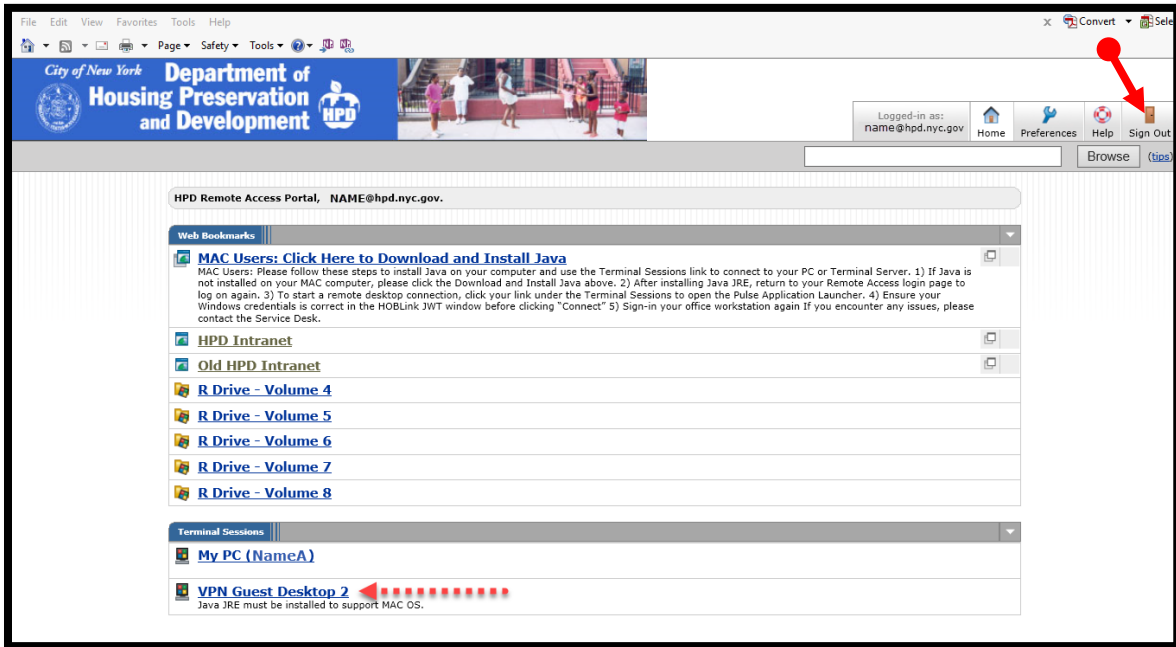 File Edit View Favorites Tools Help
x Convert Sele
Page Safety Tools
City of New York Department of
Housing Preservation
and Development HPD
Logged-in as:
name@hpd.nyc.gov
Home Preferences Help Sign Out
Browse (tips)
HPD Remote Access Portal, NAME@hpd.nyc.gov.
Web Bookmarks
MAC Users: Click Here to Download and Install Java
MAC Users: Please follow these steps to install Java on your computer and use the Terminal Sessions link to connect to your PC or Terminal Server. 1) If Java is
not installed on your MAC computer, please click the Download and Install Java above. 2) After installing Java JRE, return to your Remote Access login page to
log on again. 3) To start a remote desktop connection, click your link under the Terminal Sessions to open the Pulse Application Launcher. 4) Ensure your
Windows credentials is correct in the HOBLink JWT window before clicking "Connect" 5) Sign-in your office workstation again If you encounter any issues, please
contact the Service Desk.
HPD Intranet
Old HPD Intranet
R Drive - Volume 4
R Drive - Volume 5
R Drive - Volume 6
R Drive - Volume 7
R Drive - Volume 8
Terminal Sessions
My PC (NameA)
VPN Guest Desktop 2
Java JRE must be installed to support MAC OS.